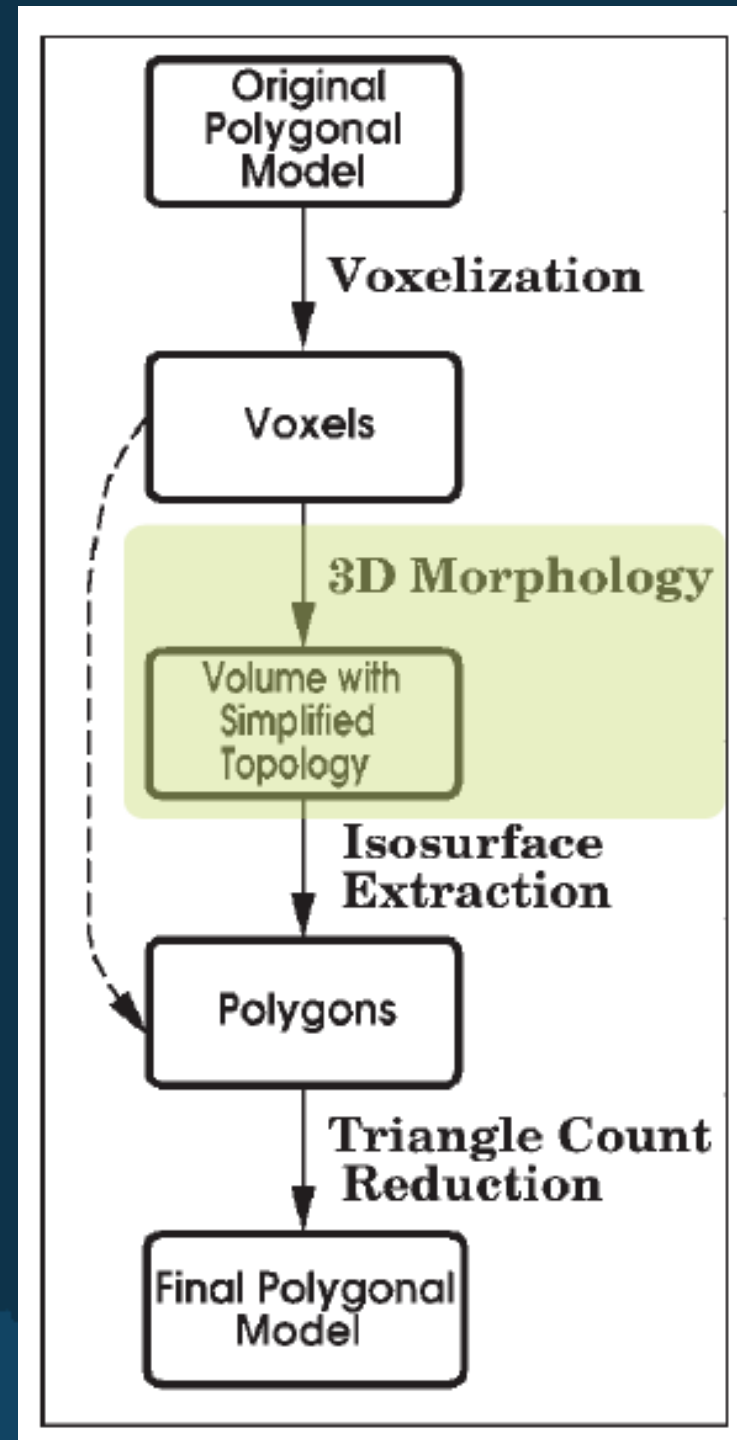 Original
Polygonal
Model
Voxelization
Voxels
3D Morphology
Volume with
Simplified
Topology
Isosurface
Extraction
Polygons
Triangle Count
Reduction
Final Polygonal
Model